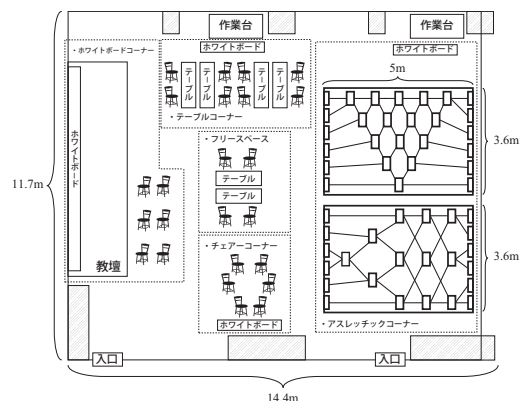 作業台
作業台
・ホワイトボードコーナー
ホワイトボード
ホワイトボード
5m
テーブル
テーブル
テーブル
テーブル
・テーブルコーナー
ホワイトボード
・フリースペース
テーブル
テーブル
3.6m
11.7m
・チェアーコーナー
3.6m
教壇
ホワイトボード
・アスレッチックコーナー
入口
入口
14.4m